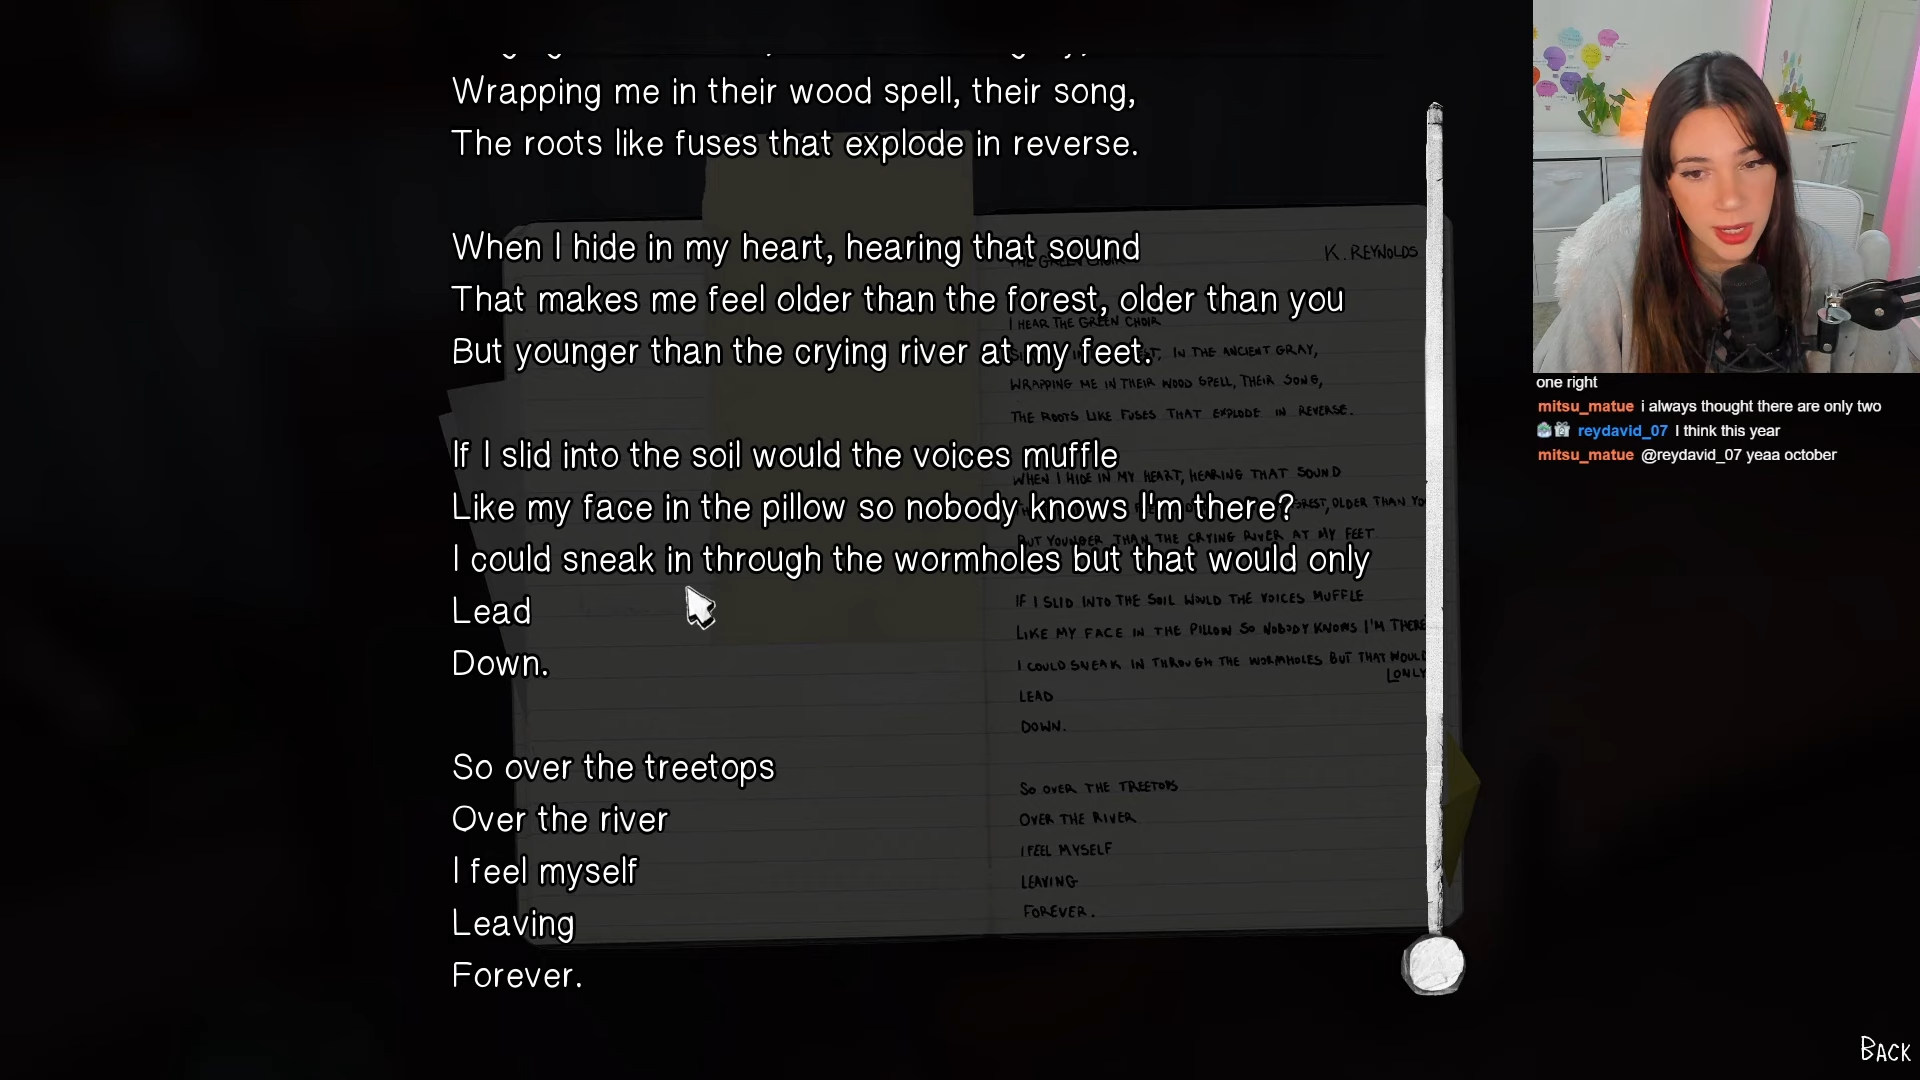 Wrapping me in their wood spell, their song,
The roots like fuses that explode in reverse.
When I hide in my heart, hearing that sound
That makes me feel older than the forest, older than you
But younger than the crying river at my feet.
If I slid into the soil would the voices muffle
Like my face in the pillow so nobody knows I'm there?
I could sneak in through the wormholes but that would only
Lead
Down.
So over the treetops
Over the river
I feel myself
Leaving
Forever.
K. REYNOLDS
I HEAR THE GREEN CHOIR
IN THE ANCIENT GRAY,
WRAPPING ME IN THEIR WOOD SPELL, THEIR SONG,
THE ROOTS LIKE FUSES THAT EXPLODE IN REVERSE.
WHEN I HIDE IN MY HEART, HEARING THAT SOUND
OLDER THAN
BUT YOUNGER THAN THE CRYING RIVER AT MY FEET
IF I SLID INTO THE SOIL WOULD THE VOICES MUFFLE
LIKE MY FACE IN THE PILLOW SO NOBODY KNOWS I'M THERE
I COULD SNEAK IN THROUGH THE WORMHOLES BUT THAT WOULD
ONLY
LEAD
DOWN.
SO OVER THE TREETOPS
OVER THE RIVER
I FEEL MYSELF
LEAVING
FOREVER.
one right
mitsu_matue i always thought there are only two
reydavid_07 I think this year
mitsu_matue @reydavid_07 yeaa october
BACK